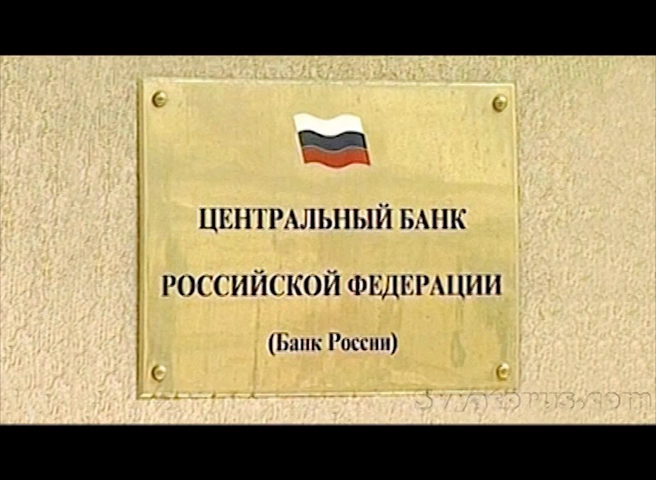 ЦЕНТРАЛЬНЫЙ БАНК
РОССИЙСКОЙ ФЕДЕРАЦИИ
(Банк России)